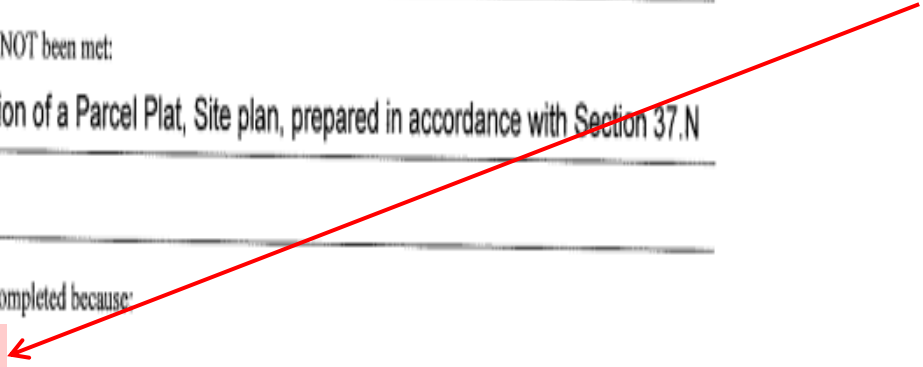 NOT been met:
ion of a Parcel Plat, Site plan, prepared in accordance with Section 37.N
ompleted because: